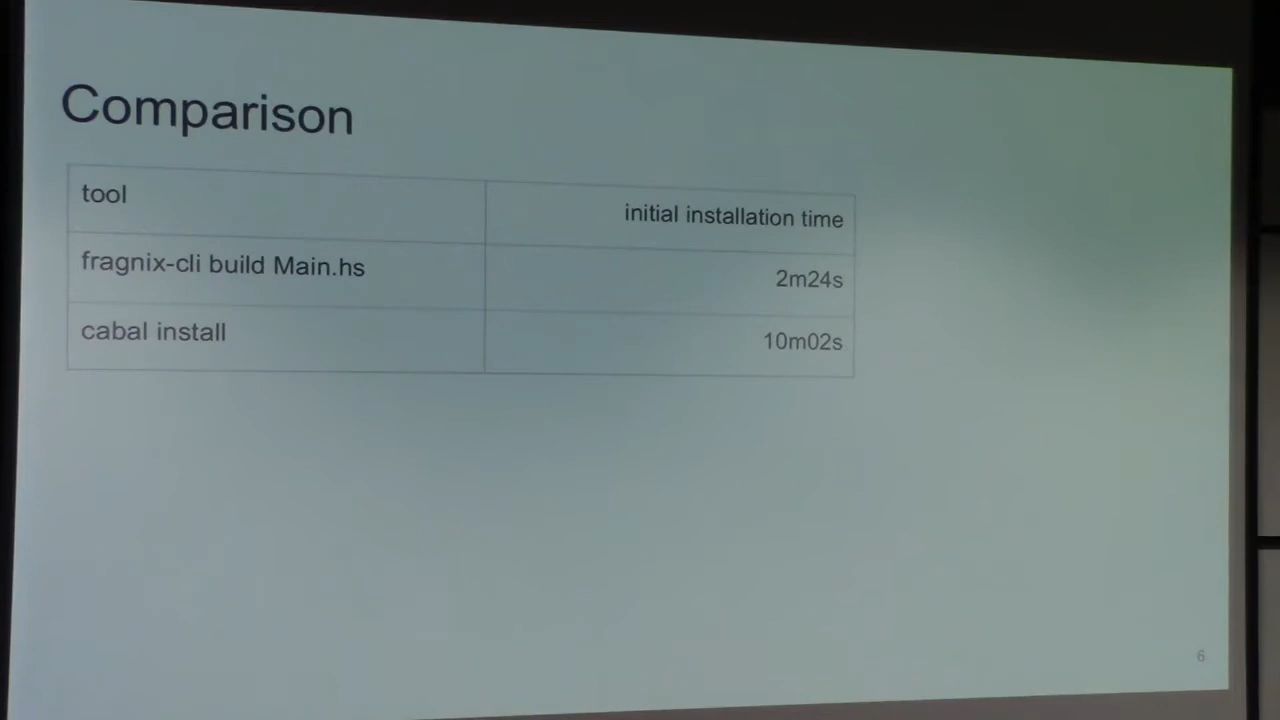 Comparison
tool initial installation time
fragnix-cli build Main.hs 2m24s
cabal install 10m02s
6